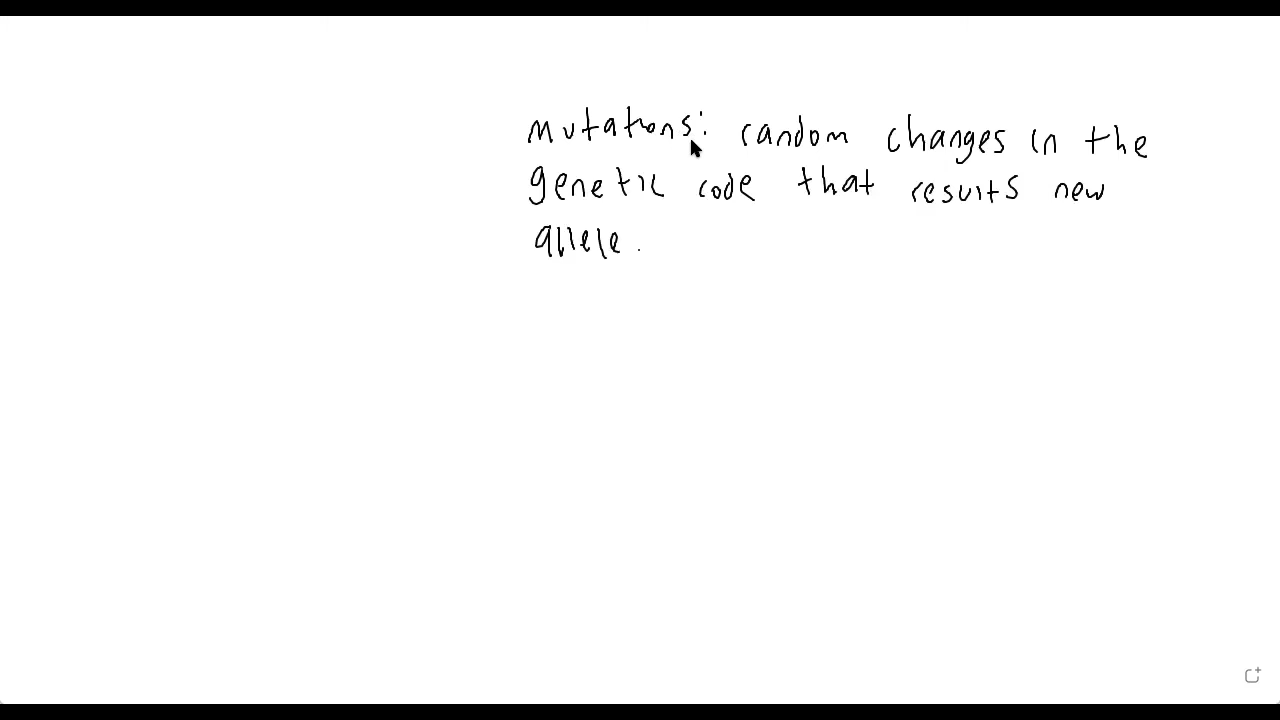 mutations: random changes in the
genetic code that results new
allele.